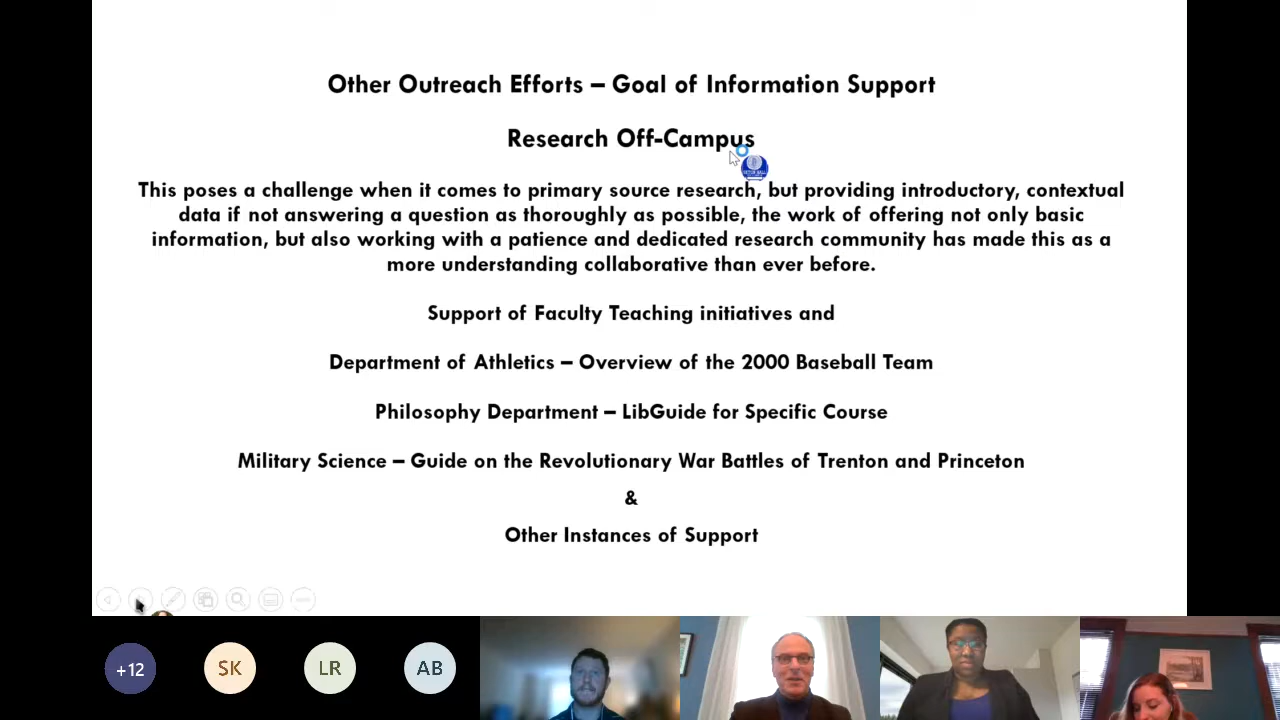 Other Outreach Efforts – Goal of Information Support
Research Off-Campus
This poses a challenge when it comes to primary source research, but providing introductory, contextual
data if not answering a question as thoroughly as possible, the work of offering not only basic
information, but also working with a patience and dedicated research community has made this as a
more understanding collaborative than ever before.
Support of Faculty Teaching initiatives and
Department of Athletics – Overview of the 2000 Baseball Team
Philosophy Department – LibGuide for Specific Course
Military Science – Guide on the Revolutionary War Battles of Trenton and Princeton
&
Other Instances of Support
+12
SK
LR
AB